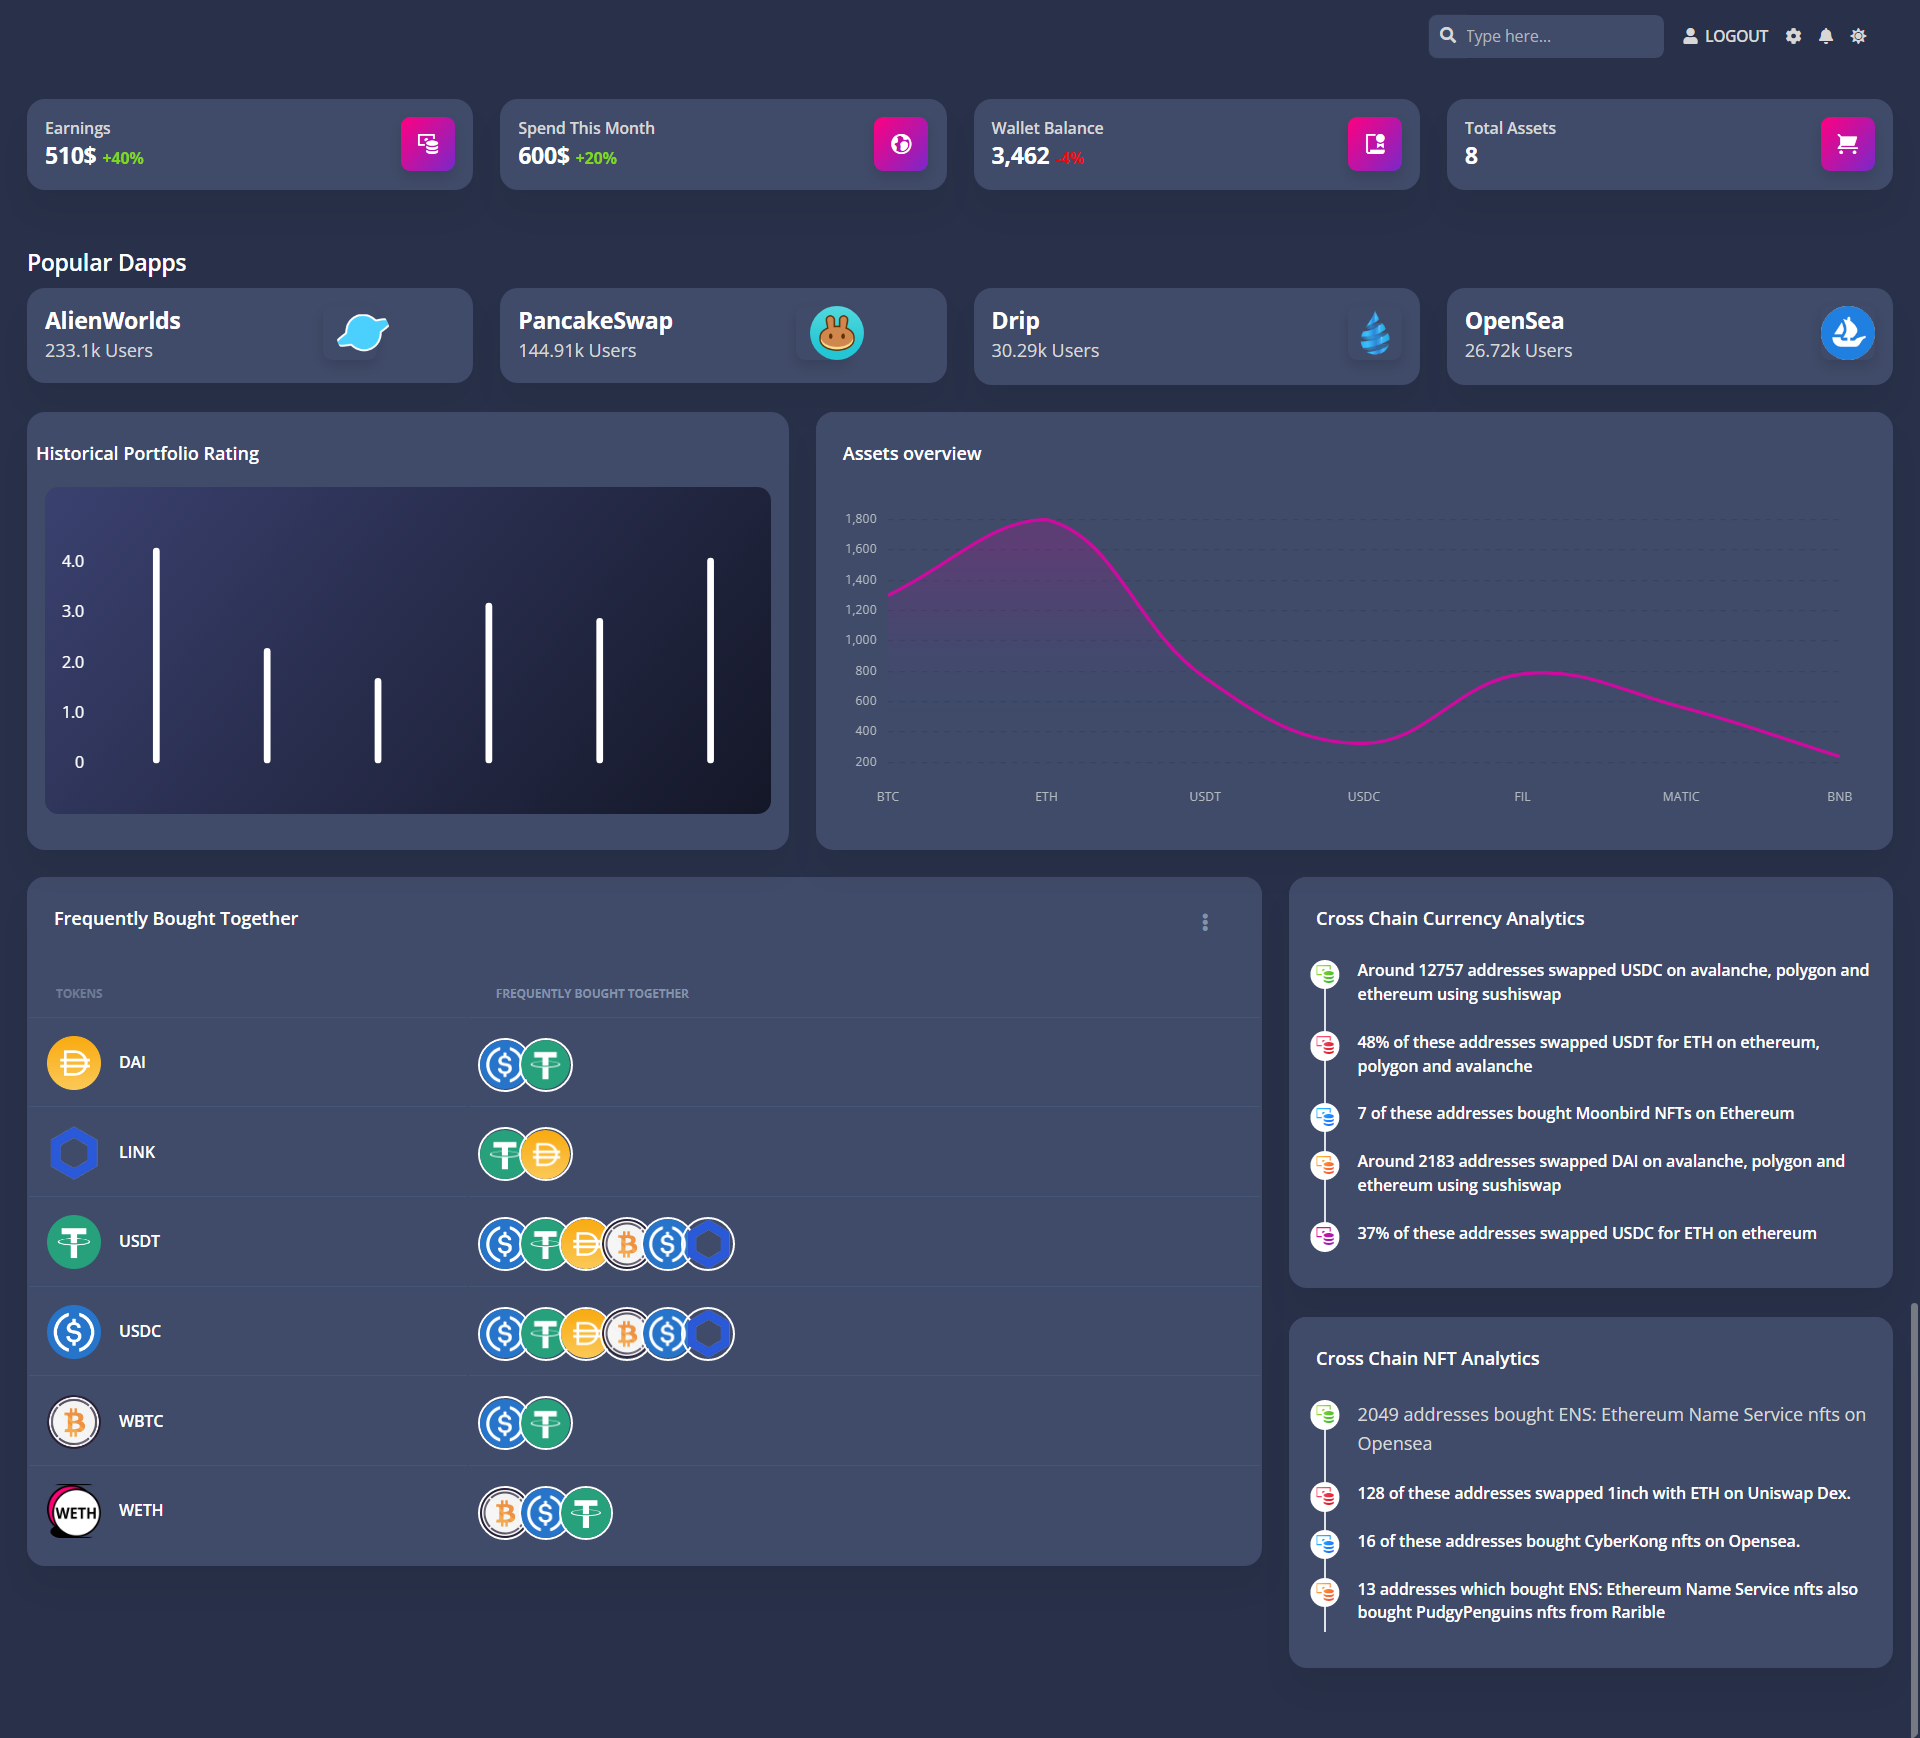 Type here...
LOGOUT
Earnings
510$ +40%
Spend This Month
600$ +20%
Wallet Balance
3,462 -4%
Total Assets
8
Popular Dapps
AlienWorlds
233.1k Users
PancakeSwap
144.91k Users
Drip
30.29k Users
OpenSea
26.72k Users
Historical Portfolio Rating
4.0
3.0
2.0
1.0
0
Assets overview
1,800
1,600
1,400
1,200
1,000
800
600
400
200
BTC ETH USDT USDC FIL MATIC BNB
Frequently Bought Together
TOKENS FREQUENTLY BOUGHT TOGETHER
DAI
LINK
USDT
USDC
WBTC
WETH WETH
Cross Chain Currency Analytics
Around 12757 addresses swapped USDC on avalanche, polygon and
ethereum using sushiswap
48% of these addresses swapped USDT for ETH on ethereum,
polygon and avalanche
7 of these addresses bought Moonbird NFTs on Ethereum
Around 2183 addresses swapped DAI on avalanche, polygon and
ethereum using sushiswap
37% of these addresses swapped USDC for ETH on ethereum
Cross Chain NFT Analytics
2049 addresses bought ENS: Ethereum Name Service nfts on
Opensea
128 of these addresses swapped 1inch with ETH on Uniswap Dex.
16 of these addresses bought CyberKong nfts on Opensea.
13 addresses which bought ENS: Ethereum Name Service nfts also
bought PudgyPenguins nfts from Rarible